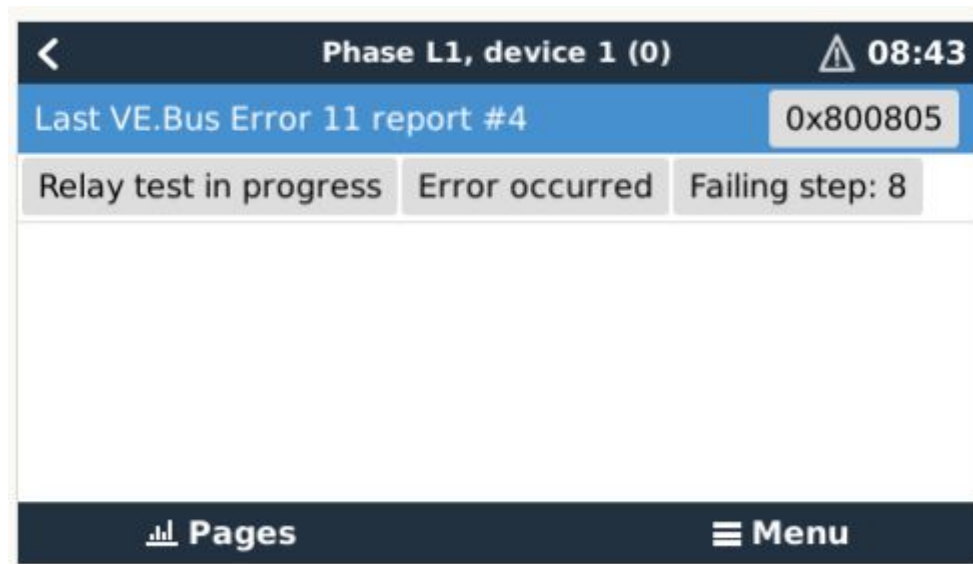 Phase L1, device 1 (0) 08:43
Last VE.Bus Error 11 report #4 0x800805
Relay test in progress Error occurred Failing step: 8
Pages Menu